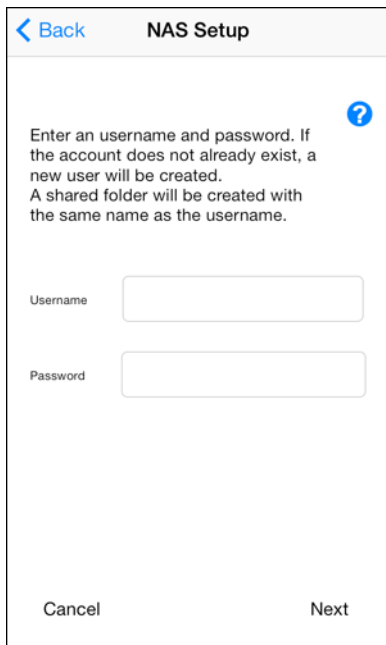 Back NAS Setup
?
Enter an username and password. If
the account does not already exist, a
new user will be created.
A shared folder will be created with
the same name as the username.
Username
Password
Cancel Next